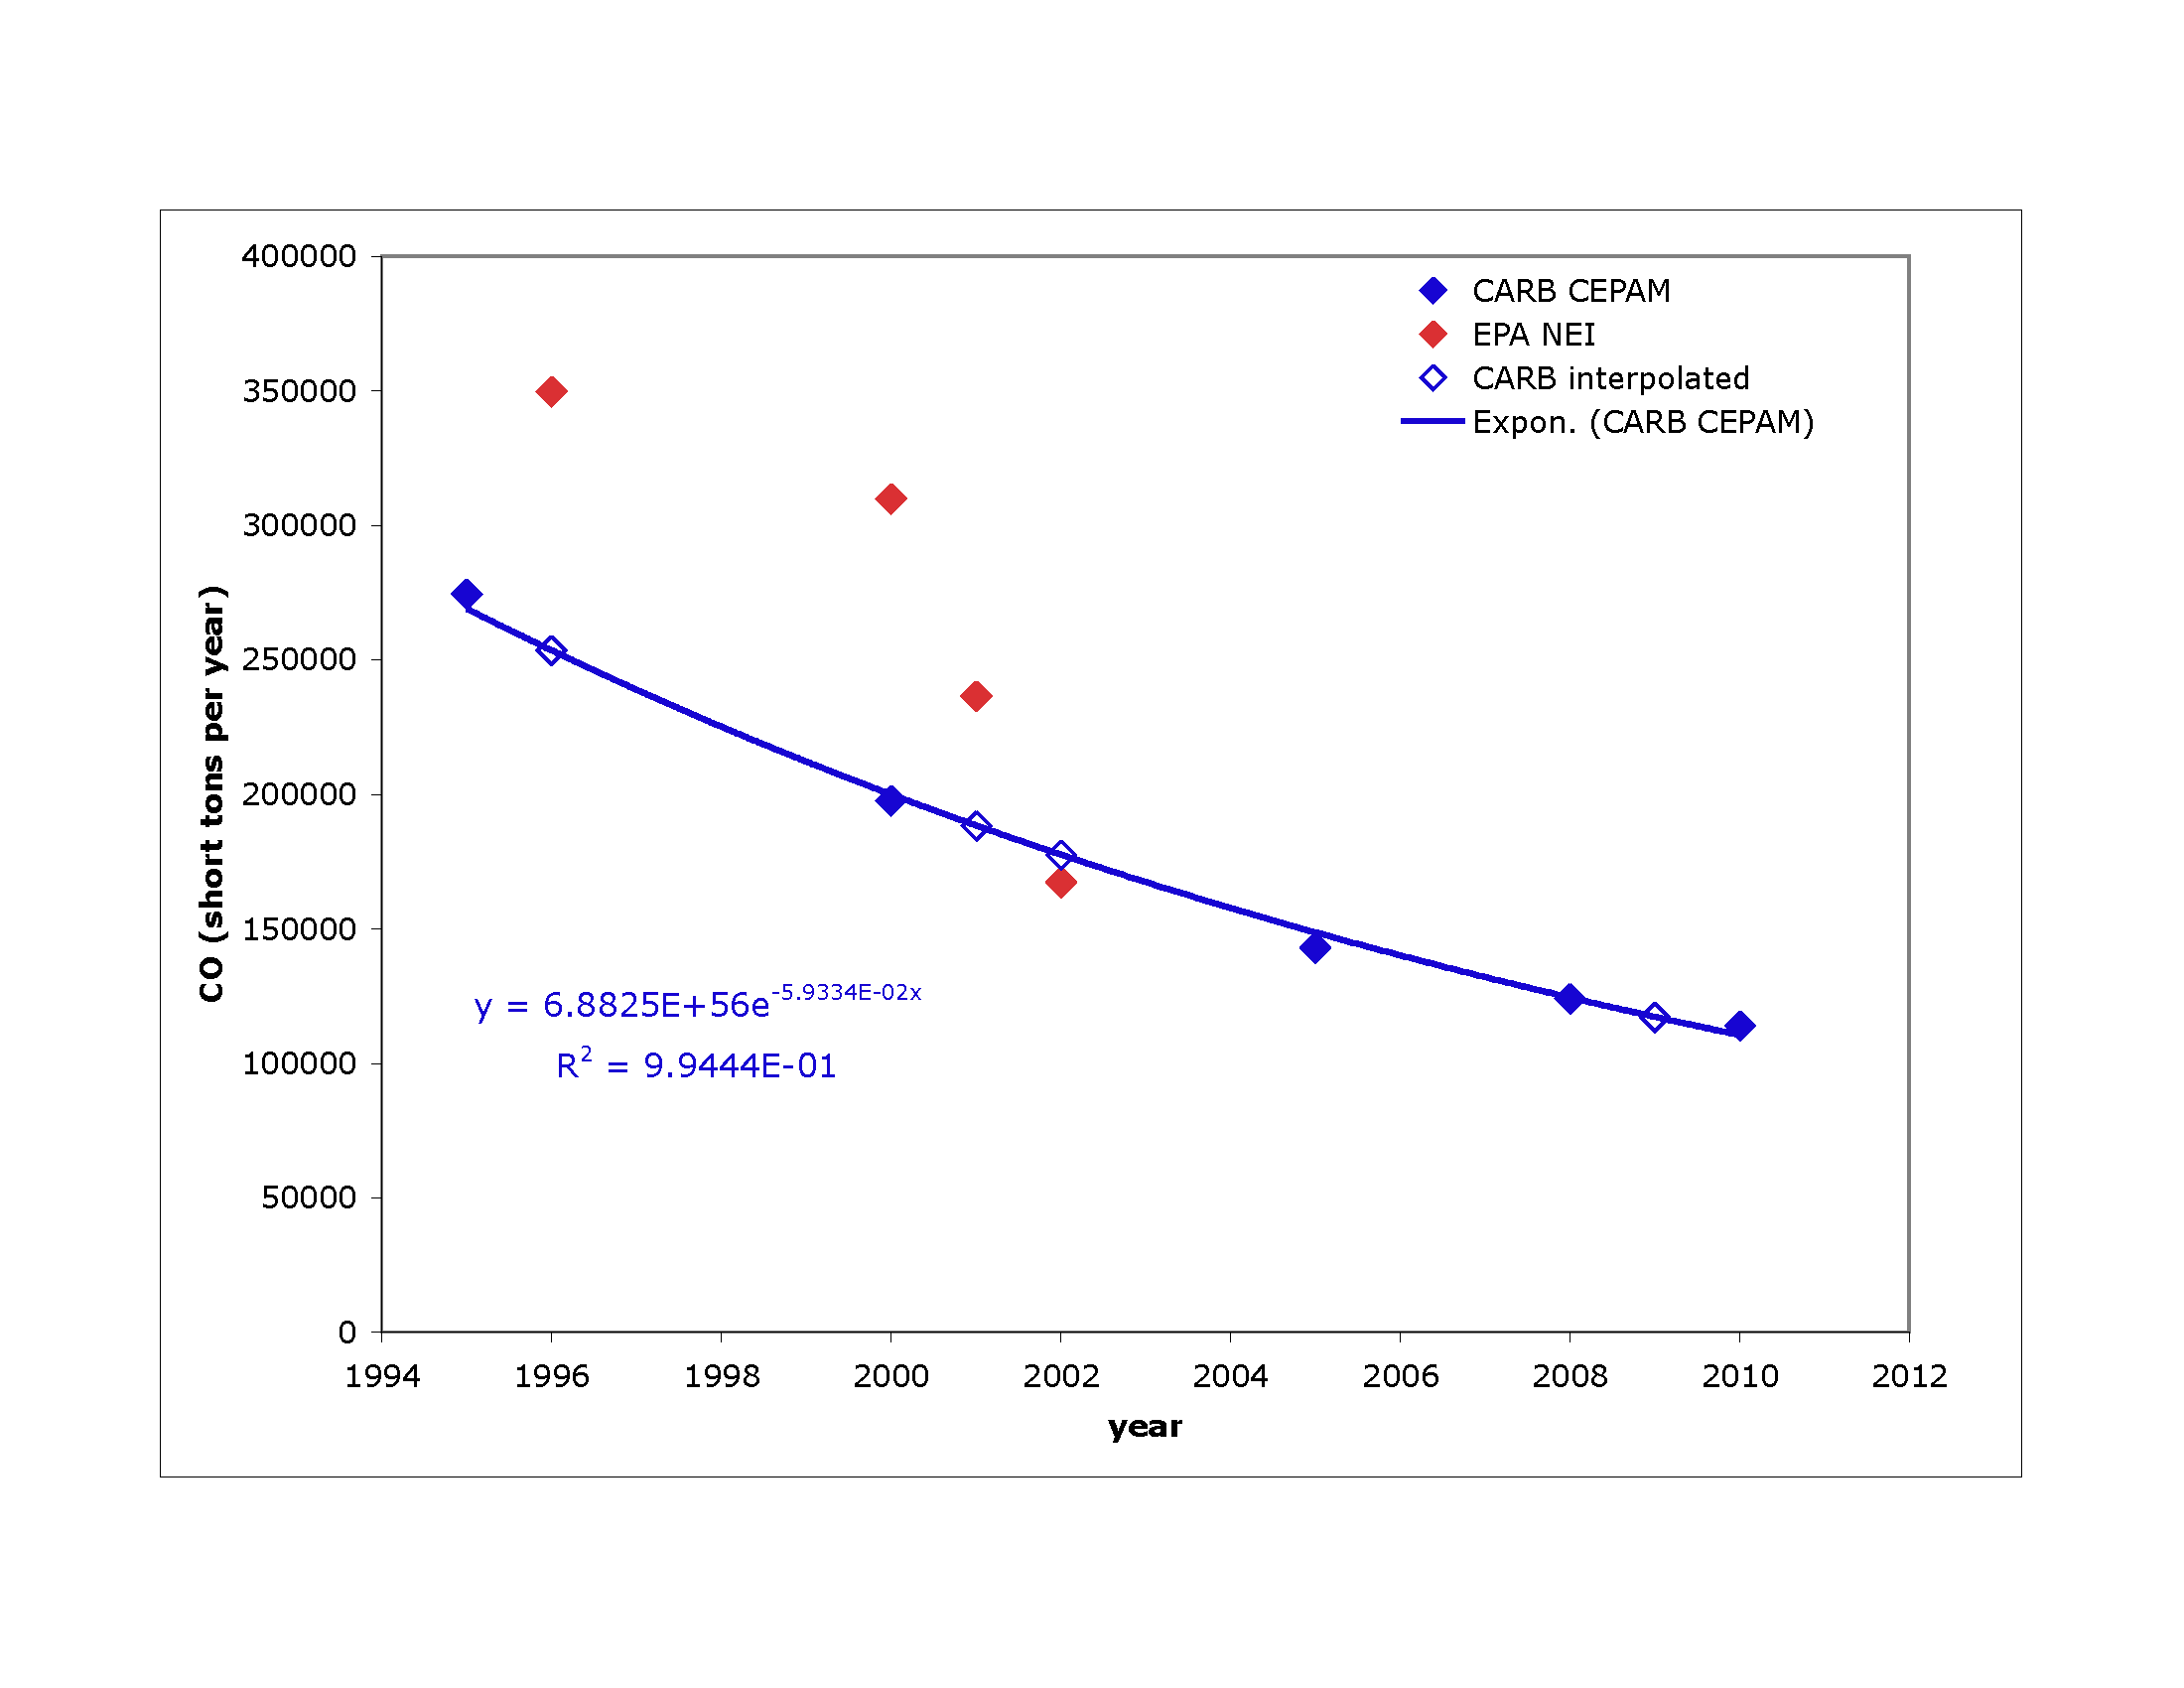 400000
350000
300000
250000
200000
150000
100000
50000
0
CO (short tons per year)
CARB CEPAM
EPA NEI
CARB interpolated
Expon. (CARB CEPAM)
y = 6.8825E+56e^-5.9334E-02x
R² = 9.9444E-01
1994 1996 1998 2000 2002 2004 2006 2008 2010 2012
year